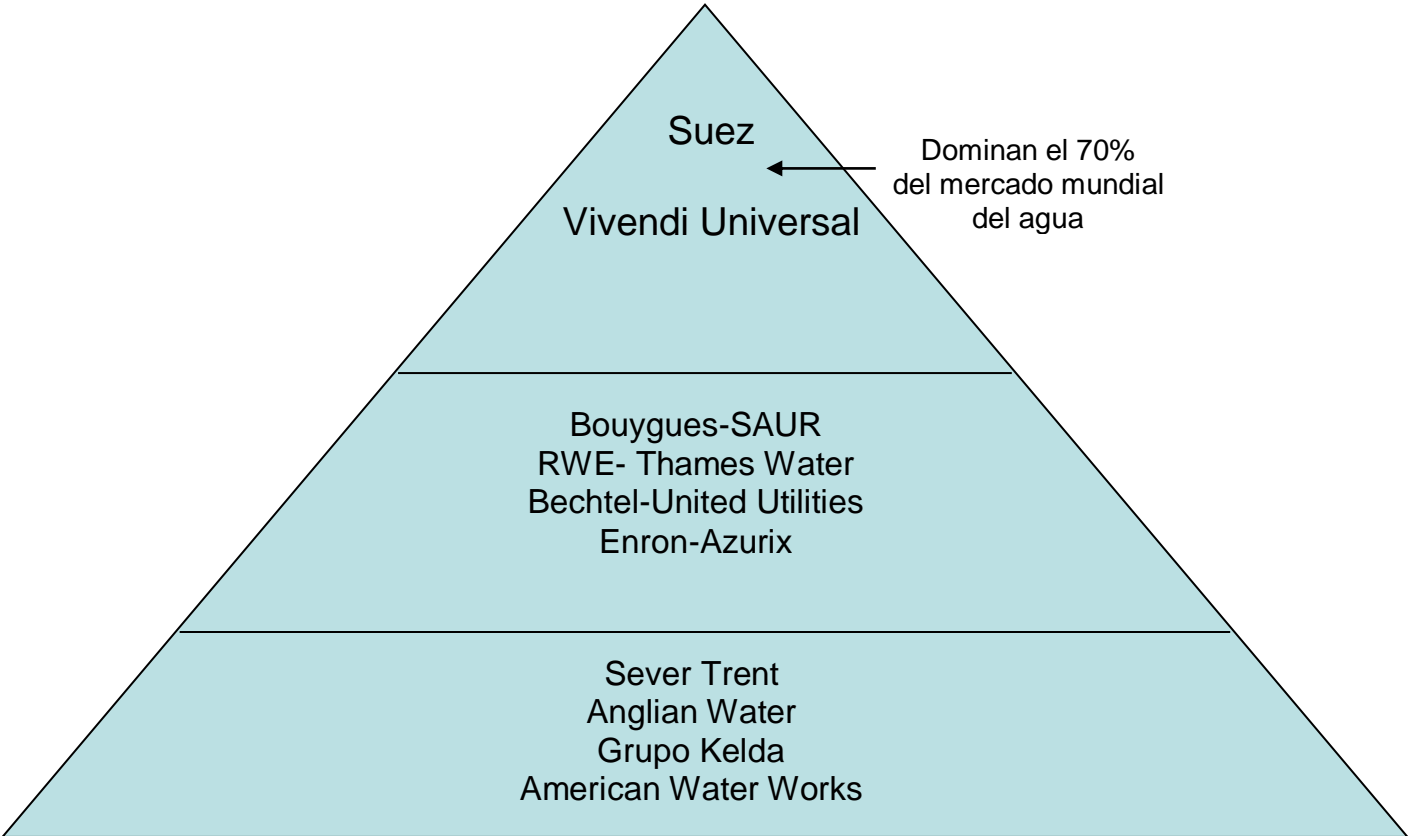 Suez
Dominan el 70%
del mercado mundial
del agua
Vivendi Universal
Bouygues-SAUR
RWE- Thames Water
Bechtel-United Utilities
Enron-Azurix
Sever Trent
Anglian Water
Grupo Kelda
American Water Works